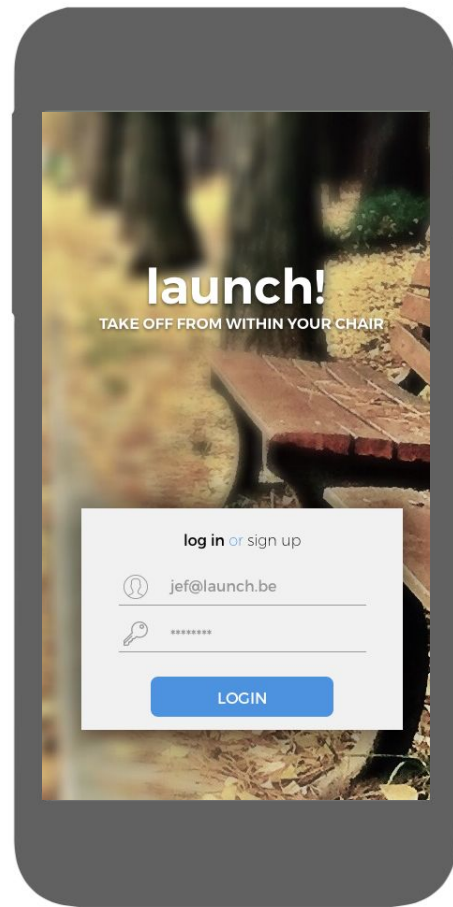 launch!
TAKE OFF FROM WITHIN YOUR CHAIR
log in or sign up
jef@launch.be
********
LOGIN